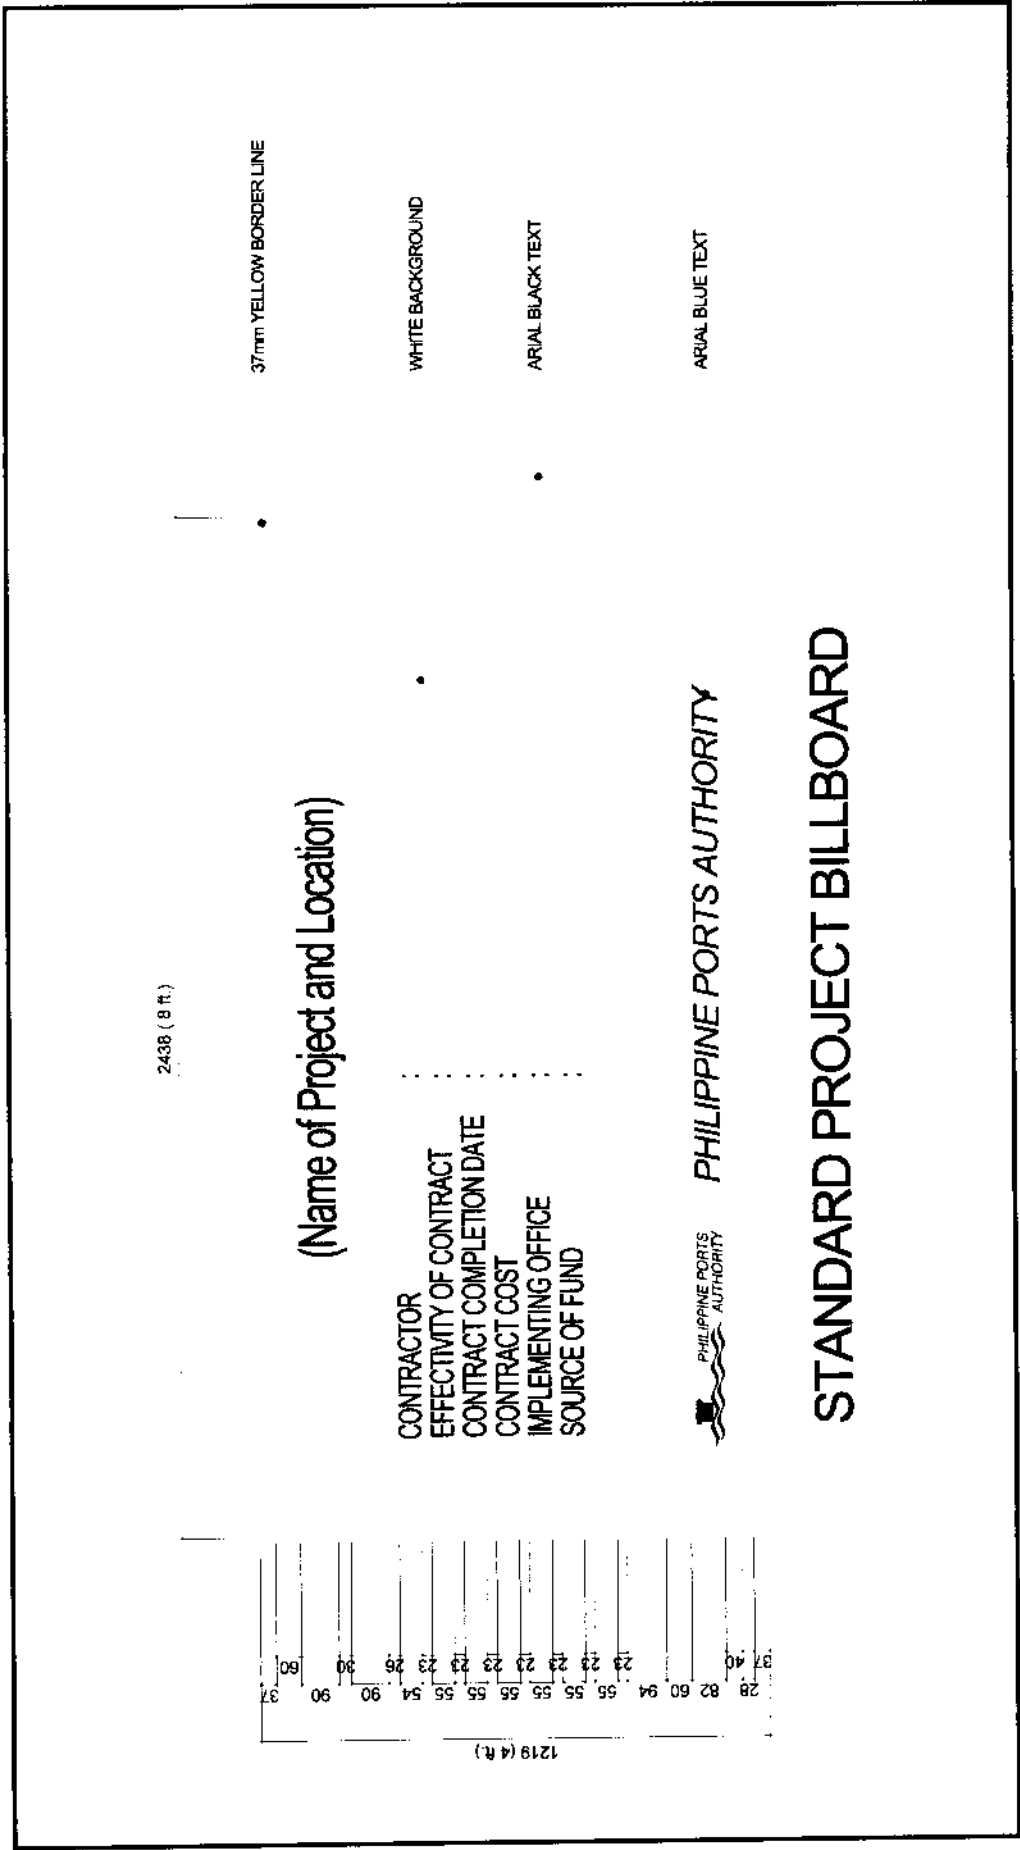 2438 ( 8 ft.)
37mm YELLOW BORDER LINE
(Name of Project and Location)
WHITE BACKGROUND
CONTRACTOR :
EFFECTIVITY OF CONTRACT :
CONTRACT COMPLETION DATE :
CONTRACT COST :
IMPLEMENTING OFFICE :
SOURCE OF FUND :
ARIAL BLACK TEXT
PHILIPPINE PORTS
AUTHORITY
PHILIPPINE PORTS AUTHORITY
ARIAL BLUE TEXT
STANDARD PROJECT BILLBOARD
1219 (4 ft.)
37
60
90
30
90
26
54
23
55
23
55
23
55
23
55
23
55
23
55
23
94
60
82
40
28
37